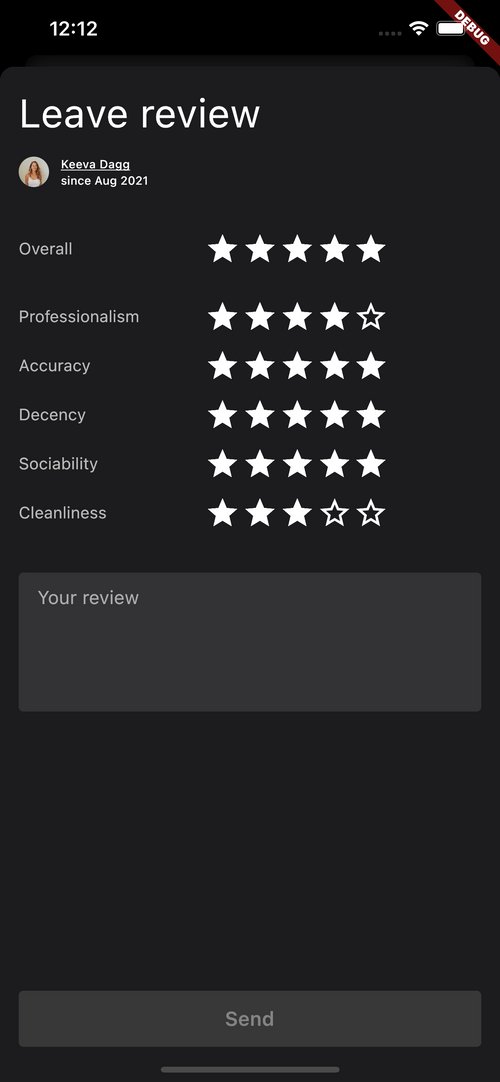 12:12
DEBUG
Leave review
Keeva Dagg
since Aug 2021
Overall
Professionalism
Accuracy
Decency
Sociability
Cleanliness
Your review
Send